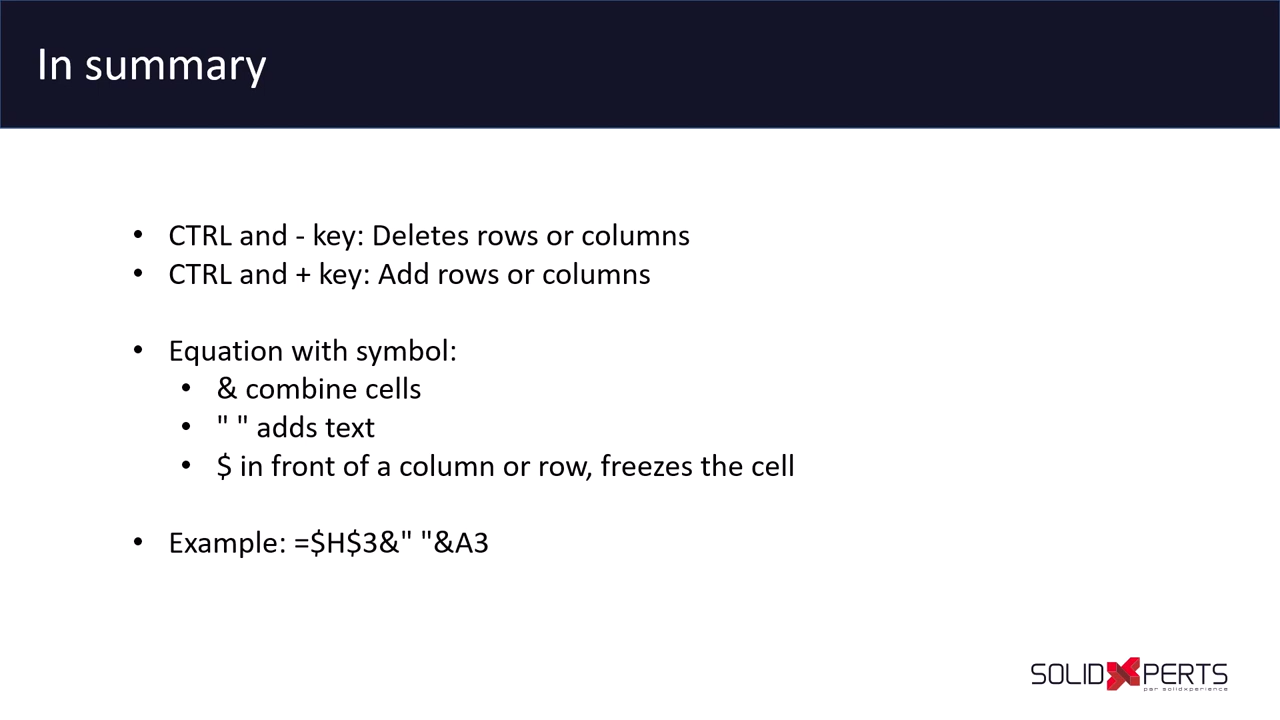 In summary
• CTRL and - key: Deletes rows or columns
• CTRL and + key: Add rows or columns
• Equation with symbol:
• & combine cells
• " " adds text
• $ in front of a column or row, freezes the cell
• Example: =$H$3&" "&A3
SOLIDXPERTS
par solidxperience